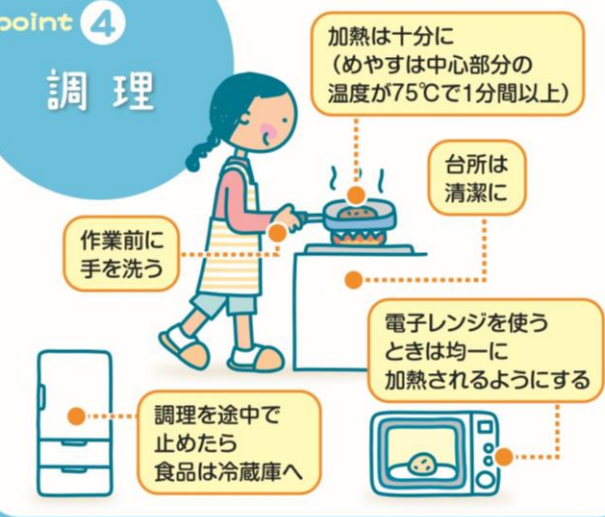 point 4
調理
加熱は十分に
（めやすは中心部分の
温度が75℃で1分間以上）
台所は
清潔に
作業前に
手を洗う
電子レンジを使う
ときは均一に
加熱されるようにする
調理を途中で
止めたら
食品は冷蔵庫へ